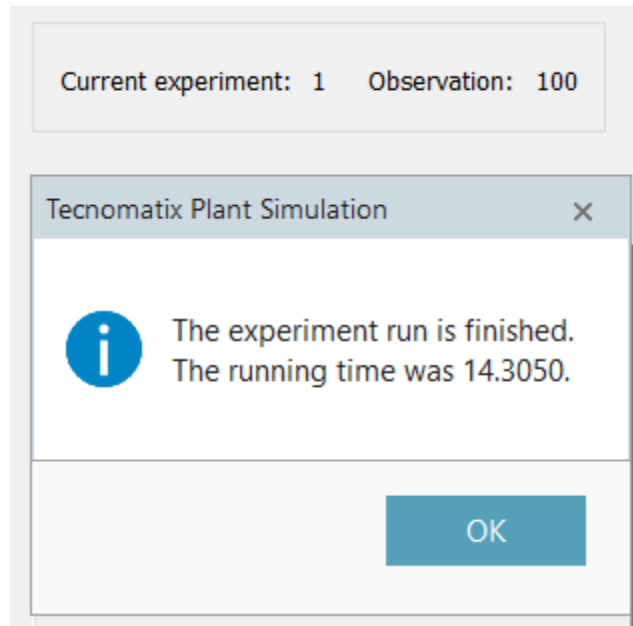 Current experiment: 1 Observation: 100
Tecnomatix Plant Simulation
The experiment run is finished.
The running time was 14.3050.
OK